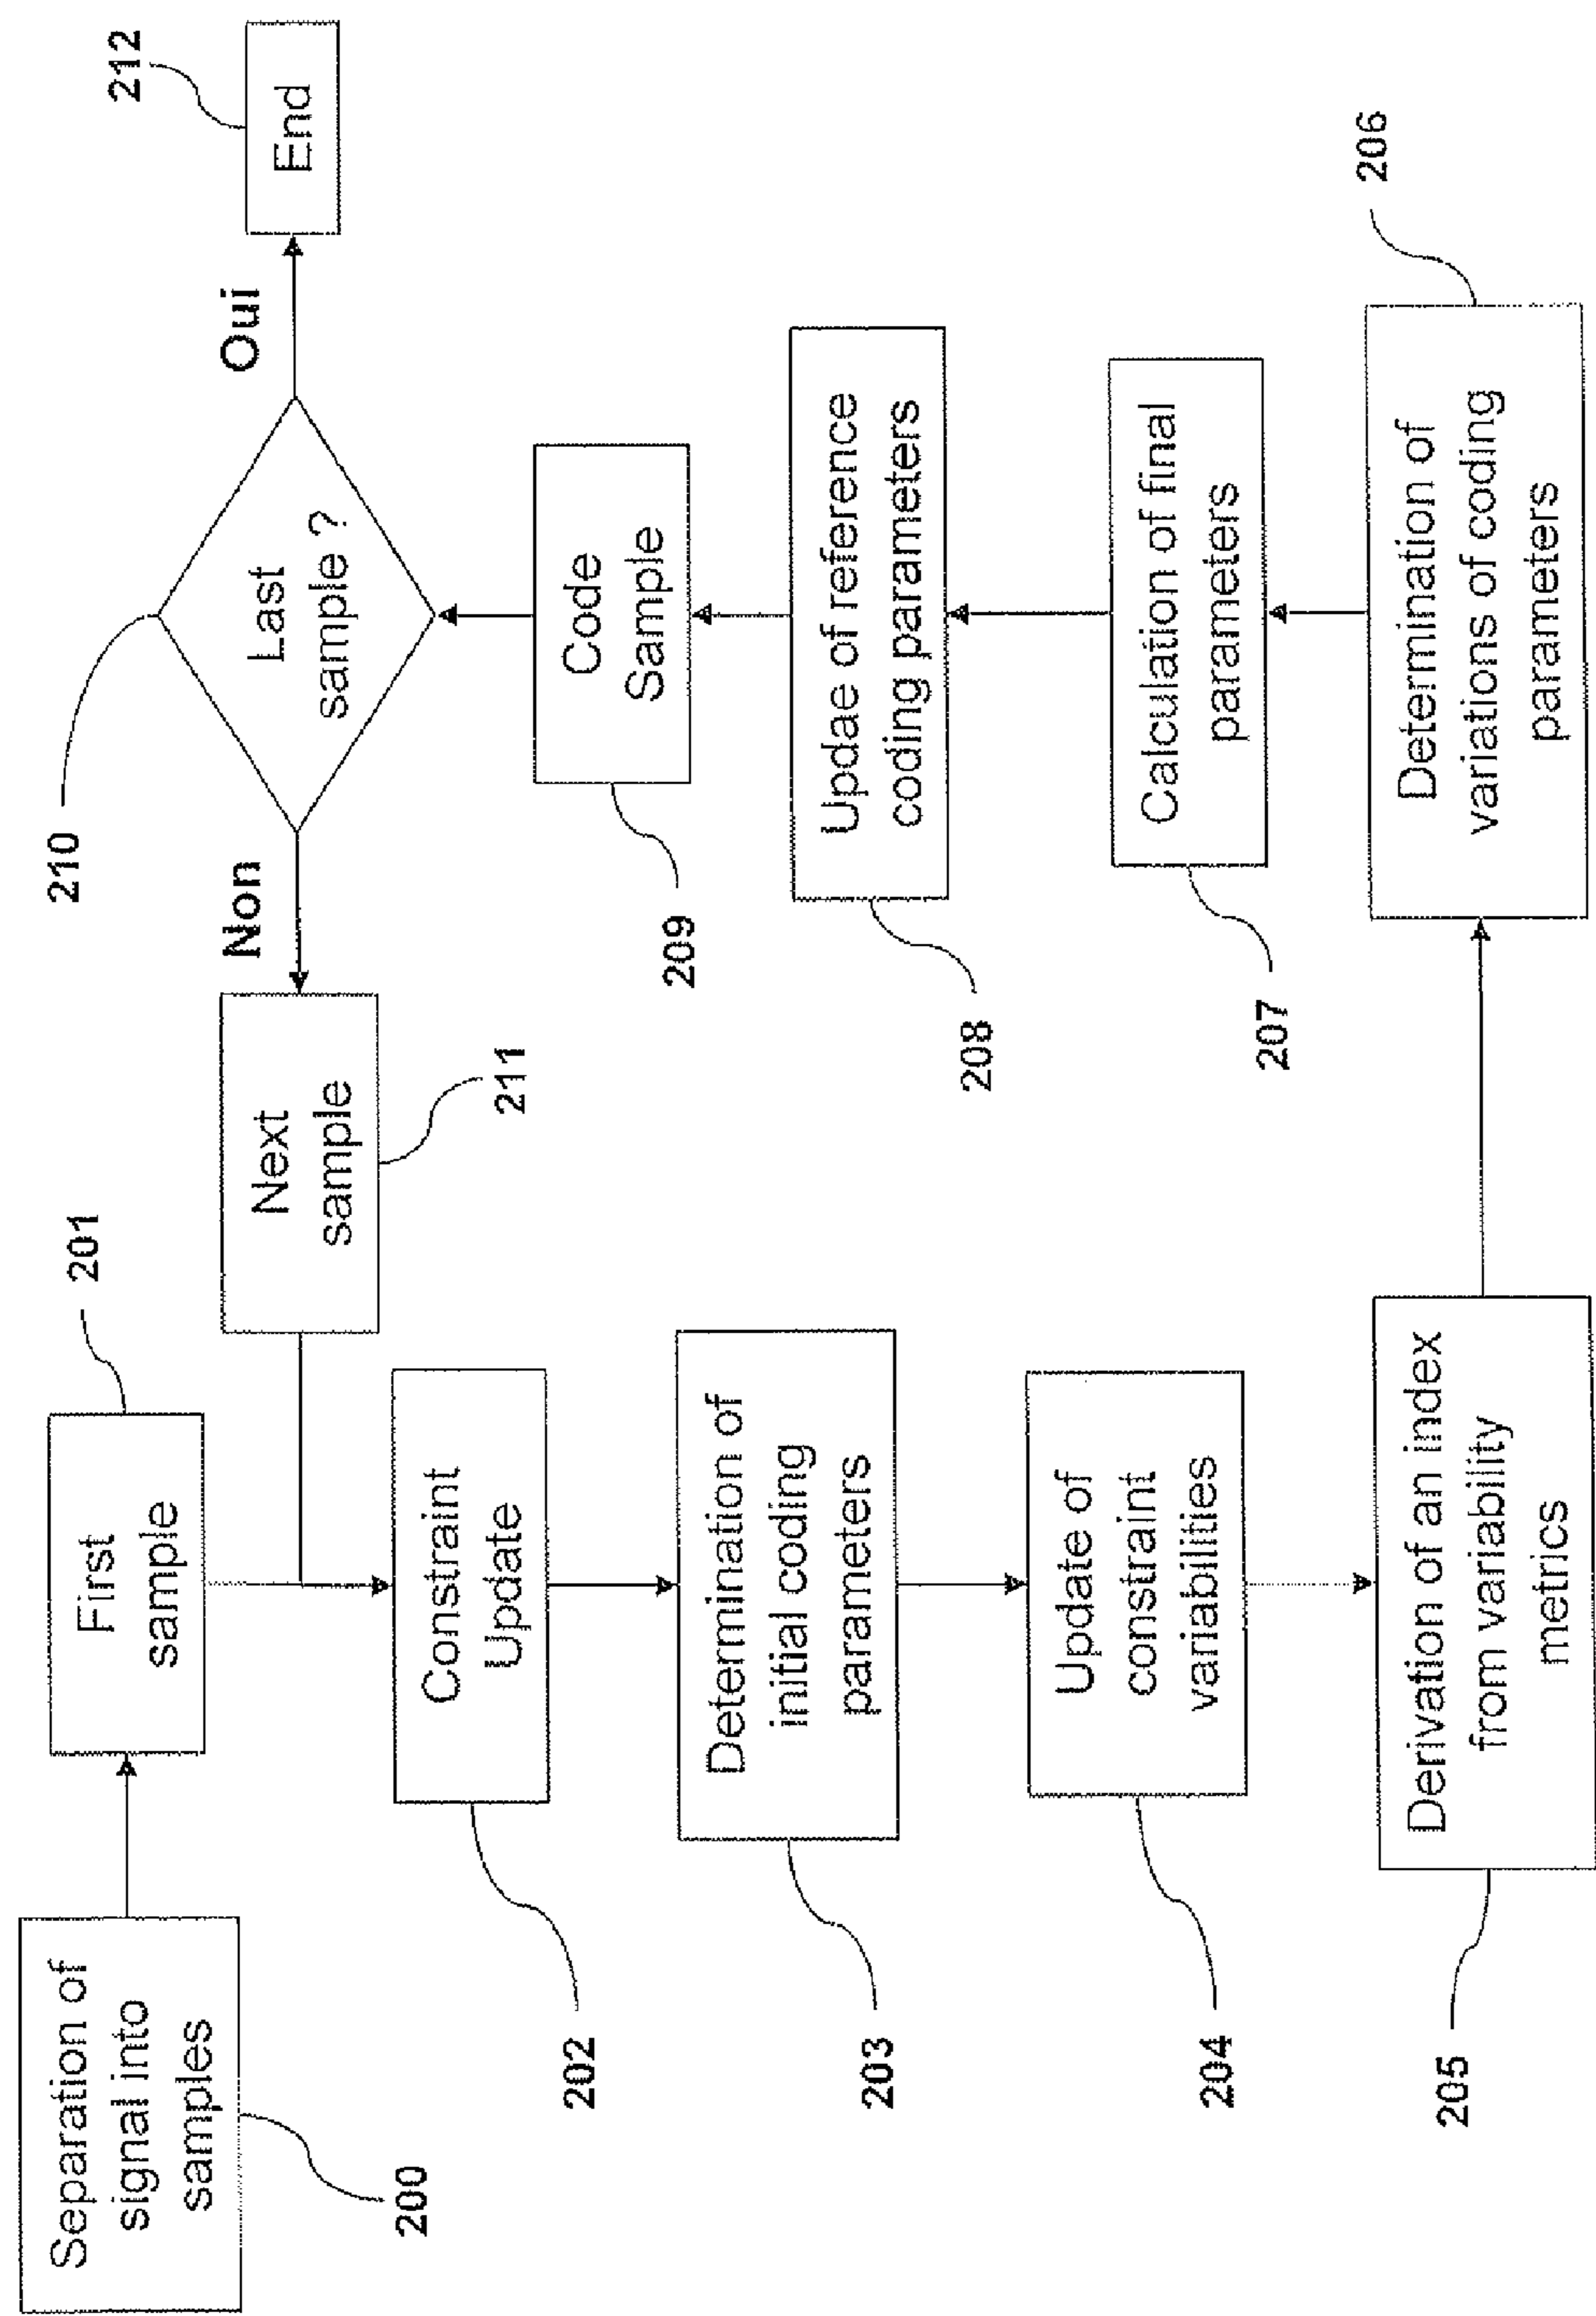 Separation of
signal into
samples
200
First
sample
201
Constraint
Update
202
Determination of
initial coding
parameters
203
Update of
constraint
variabilities
204
Derivation of an index
from variability
metrics
205
Determination of
variations of coding
parameters
206
Calculation of final
parameters
207
Updae of reference
coding parameters
208
Code
Sample
209
Last
sample ?
210
Non
Next
sample
211
Oui
End
212